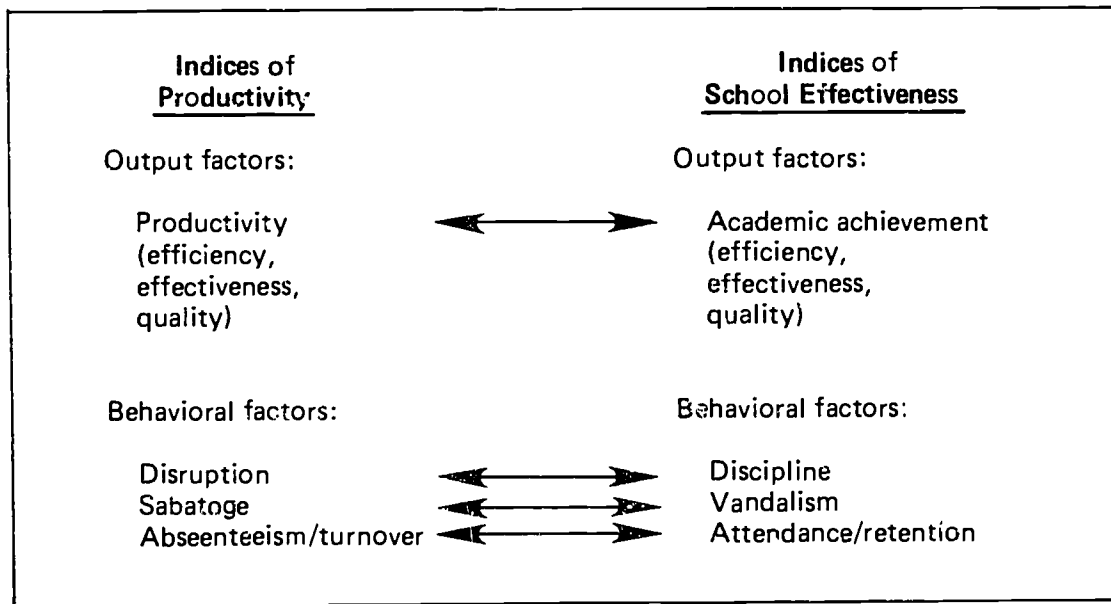 Indices of
Productivity
Indices of
School Effectiveness
Output factors:
Productivity
(efficiency,
effectiveness,
quality)
Output factors:
Academic achievement
(efficiency,
effectiveness,
quality)
Behavioral factors:
Disruption
Sabatoge
Abseenteeism/turnover
Behavioral factors:
Discipline
Vandalism
Attendance/retention